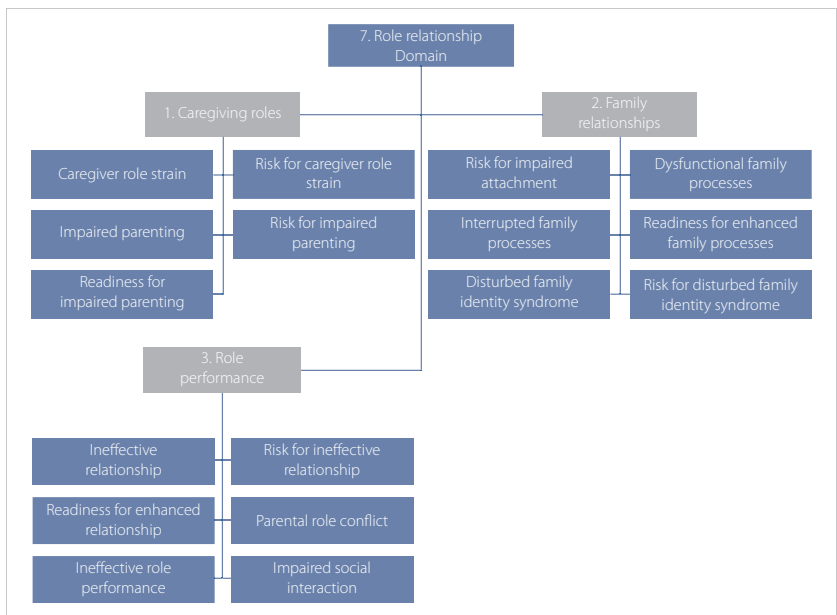 7. Role relationship
Domain
1. Caregiving roles
2. Family
relationships
Caregiver role strain
Risk for caregiver role
strain
Impaired parenting
Risk for impaired
parenting
Readiness for
impaired parenting
Risk for impaired
attachment
Dysfunctional family
processes
Interrupted family
processes
Readiness for enhanced
family processes
Disturbed family
identity syndrome
Risk for disturbed family
identity syndrome
3. Role
performance
Ineffective
relationship
Risk for ineffective
relationship
Readiness for enhanced
relationship
Parental role conflict
Ineffective role
performance
Impaired social
interaction